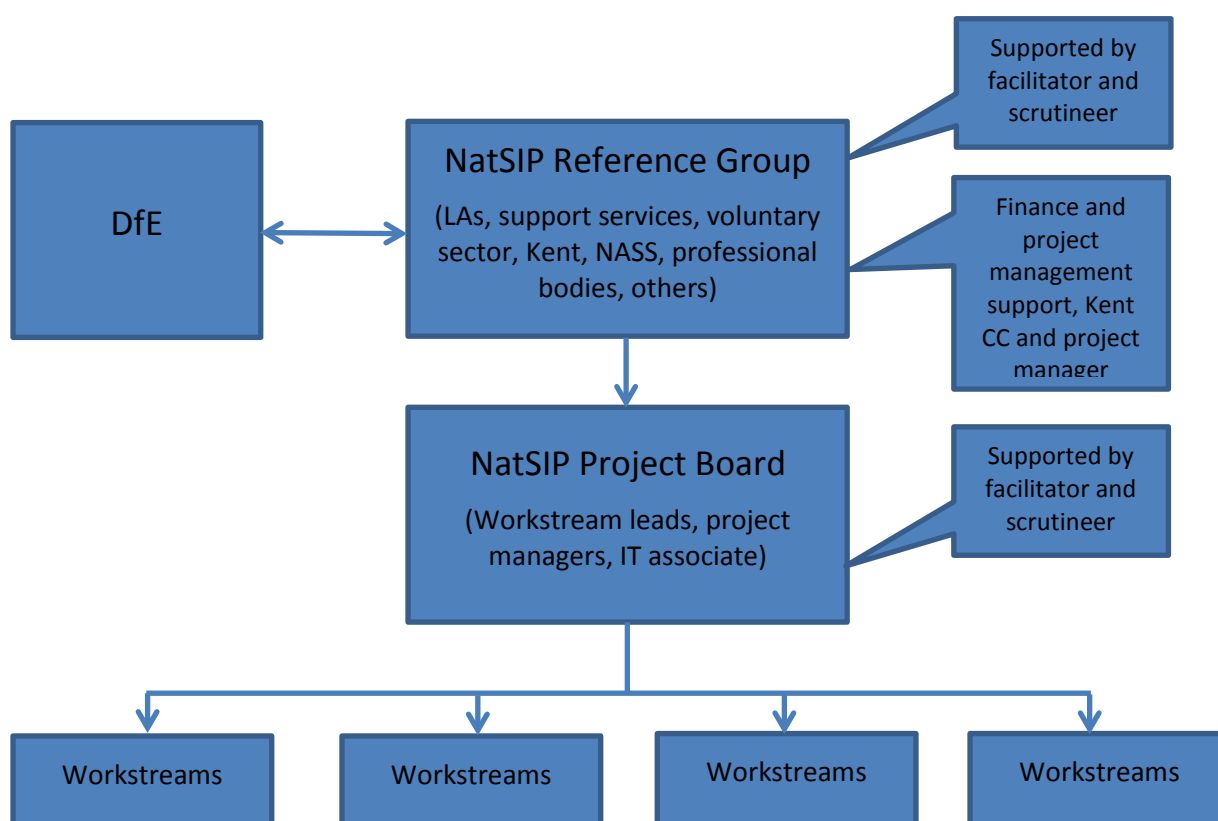 Supported by
facilitator and
scrutineer
DfE
NatSIP Reference Group
(LAs, support services, voluntary
sector, Kent, NASS, professional
bodies, others)
Finance and
project
management
support, Kent
CC and project
manager
NatSIP Project Board
(Workstream leads, project
managers, IT associate)
Supported by
facilitator and
scrutineer
Workstreams
Workstreams
Workstreams
Workstreams